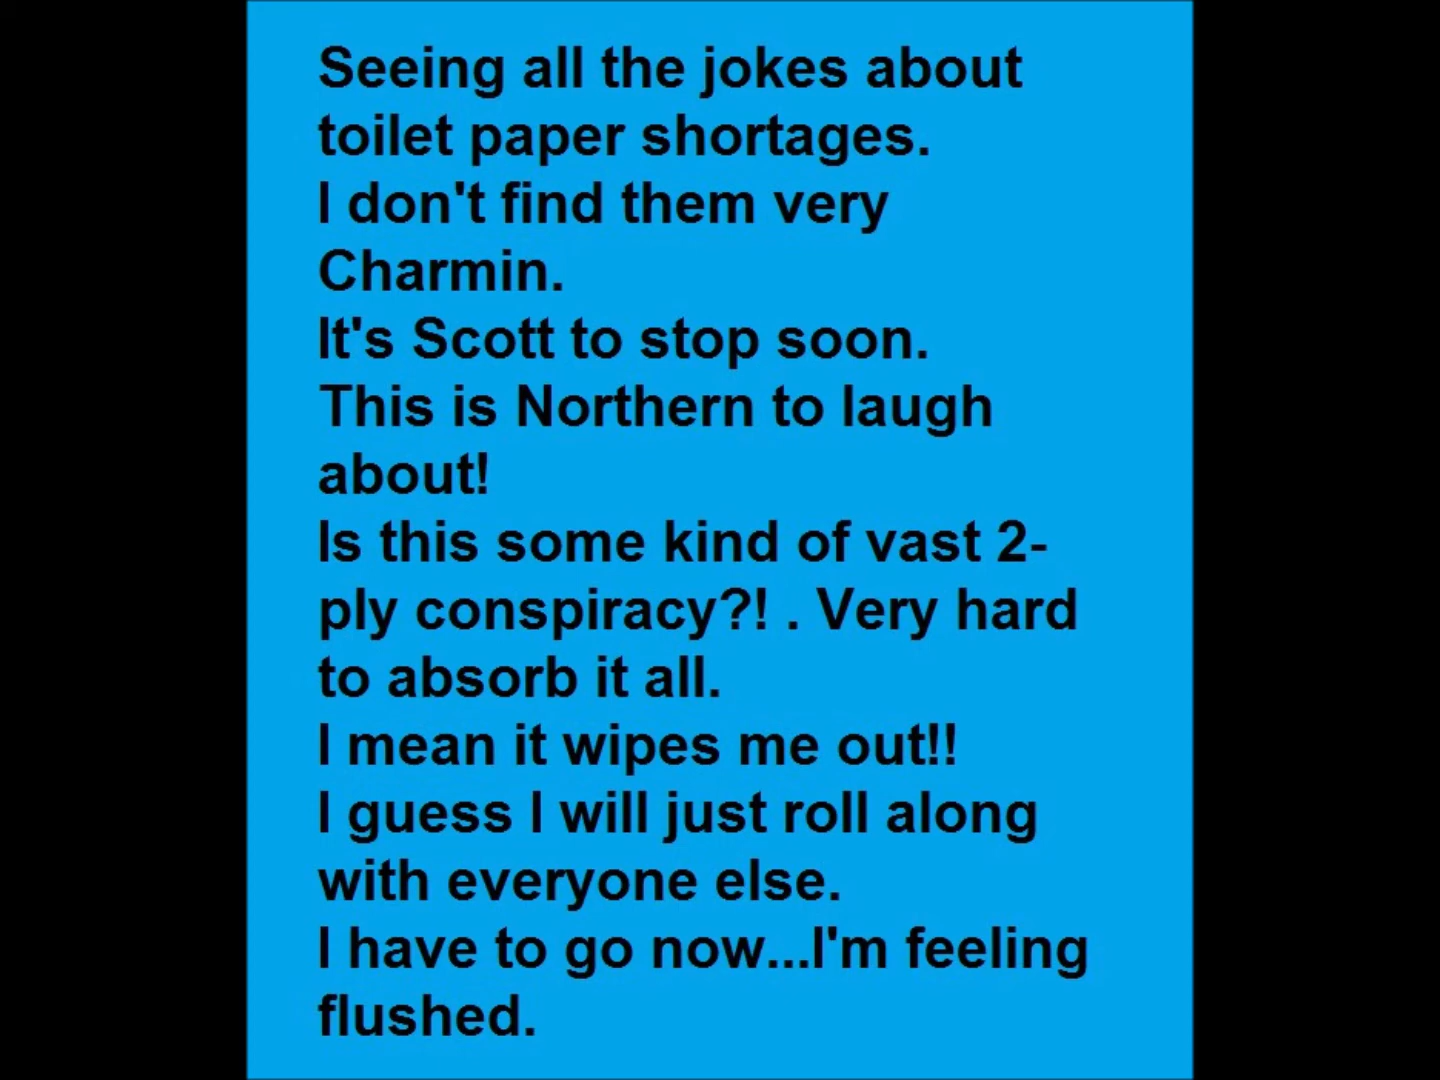 Seeing all the jokes about
toilet paper shortages.
I don't find them very
Charmin.
It's Scott to stop soon.
This is Northern to laugh
about!
Is this some kind of vast 2-
ply conspiracy?! . Very hard
to absorb it all.
I mean it wipes me out!!
I guess I will just roll along
with everyone else.
I have to go now...I'm feeling
flushed.